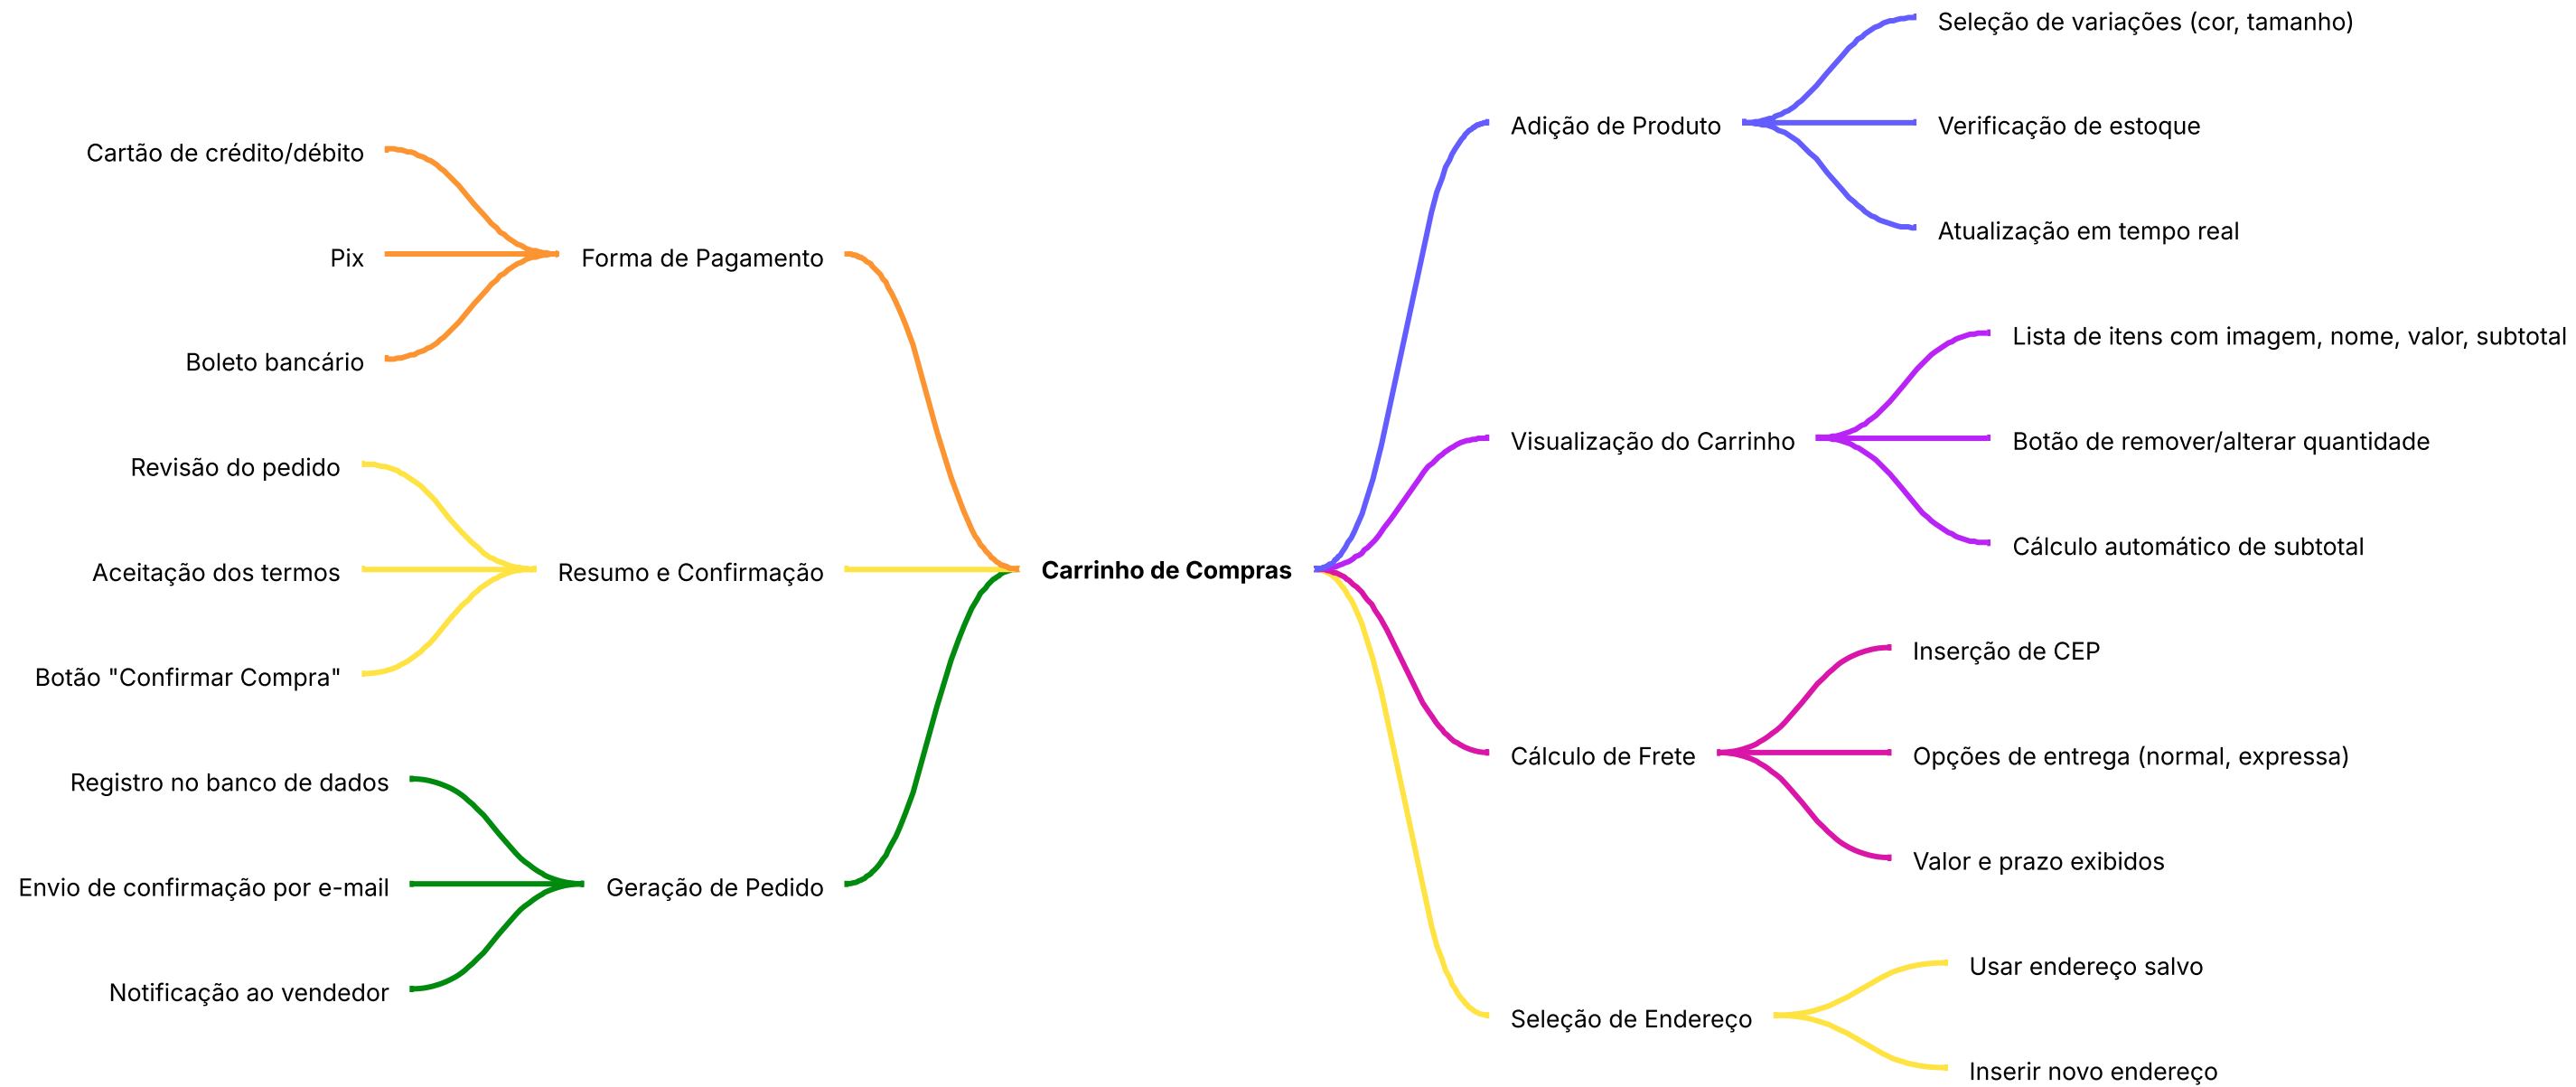 Carrinho de Compras
Adição de Produto
Seleção de variações (cor, tamanho)
Verificação de estoque
Atualização em tempo real
Visualização do Carrinho
Lista de itens com imagem, nome, valor, subtotal
Botão de remover/alterar quantidade
Cálculo automático de subtotal
Cálculo de Frete
Inserção de CEP
Opções de entrega (normal, expressa)
Valor e prazo exibidos
Seleção de Endereço
Usar endereço salvo
Inserir novo endereço
Forma de Pagamento
Cartão de crédito/débito
Pix
Boleto bancário
Resumo e Confirmação
Revisão do pedido
Aceitação dos termos
Botão "Confirmar Compra"
Geração de Pedido
Registro no banco de dados
Envio de confirmação por e-mail
Notificação ao vendedor